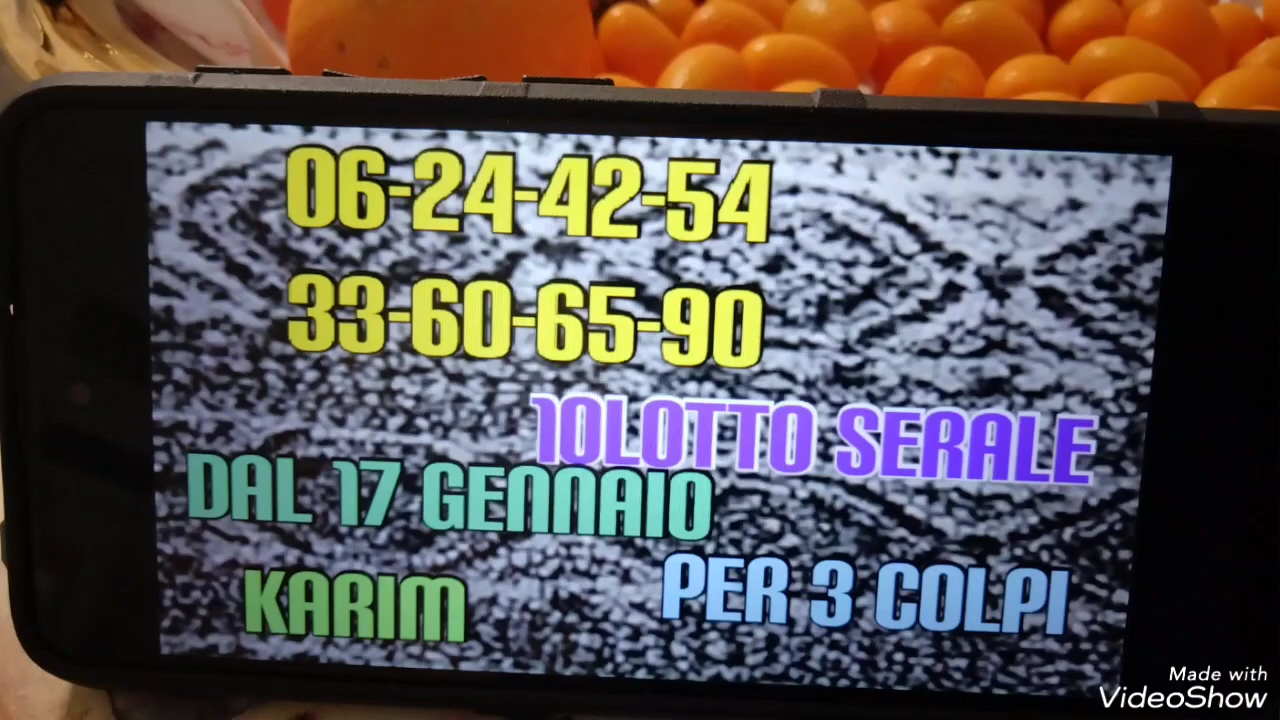 06-24-42-54
33-60-65-90
10LOTTO SERALE
DAL 17 GENNAIO
PER 3 COLPI
KARIM
Made with
VideoShow